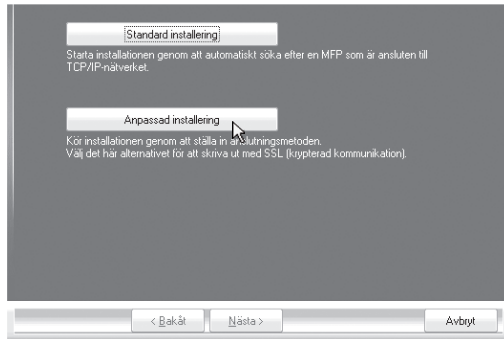 Standard installering
Starta installationen genom att automatiskt söka efter en MFP som är ansluten till
TCP/IP-nätverket.
Anpassad installering
Kör installationen genom att ställa in anslutningsmetoden.
Välj det här alternativet för att skriva ut med SSL (krypterad kommunikation).
< Bakåt
Nästa >
Avbryt